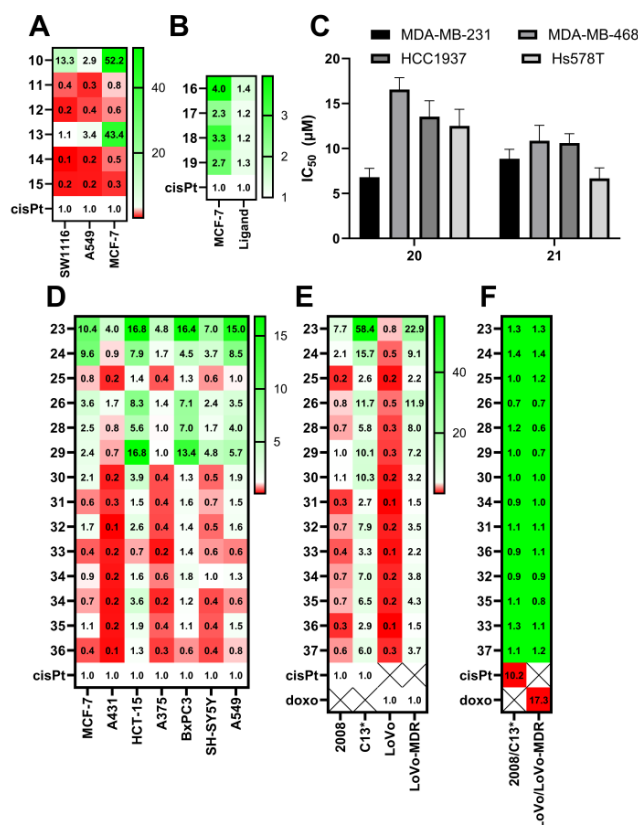 A
10 13.3 2.9 52.2
11 0.4 0.3 0.8
12 0.2 0.4 0.6
13 1.1 3.4 43.4
14 0.1 0.2 0.5
15 0.2 0.2 0.3
cisPt 1.0 1.0 1.0
SW1116 A549 MCF-7
40
20
B
16 4.0 1.4
17 2.3 1.2
18 3.3 1.2
19 2.7 1.3
cisPt 1.0 1.0
MCF-7 Ligand
3
2
1
C
MDA-MB-231 MDA-MB-468
HCC1937 Hs578T
IC50 (µM)
20
15
10
5
0
20 21
D
23 10.4 4.0 16.8 4.8 16.4 7.0 15.0
24 9.6 0.9 7.9 1.7 4.5 3.7 8.5
25 0.8 0.2 1.4 0.4 1.3 0.6 1.0
26 3.6 1.7 8.3 1.2 7.1 2.4 3.5
28 2.5 0.8 5.6 1.0 7.0 1.7 4.0
29 2.4 0.7 16.8 1.0 13.4 4.8 5.7
30 2.1 0.2 3.9 0.4 1.3 0.5 1.9
31 0.6 0.3 1.5 0.4 1.3 0.7 1.5
32 1.7 0.1 2.6 0.4 1.4 0.5 1.6
33 0.4 0.2 0.7 0.2 1.4 0.6 0.6
34 0.9 0.2 1.6 0.6 1.8 1.0 1.3
34 0.7 0.2 3.6 0.4 1.2 0.4 0.6
35 1.1 0.2 1.9 0.4 1.1 0.4 1.5
36 0.4 0.1 1.1 0.3 0.6 0.4 0.8
cisPt 1.0 1.0 1.0 1.0 1.0 1.0 1.0
MCF-7 A431 HCT-15 A375 BxPC3 SH-SY5Y A549
15
10
5
E
23 7.7 58.4 0.8 22.9
24 2.1 15.7 0.5 9.1
25 0.2 2.6 0.2 2.2
26 0.8 11.7 0.5 11.9
28 0.7 5.8 0.3 8.0
29 1.0 10.1 0.3 7.2
30 1.1 10.3 0.2 3.2
31 0.3 2.7 0.1 1.5
32 0.7 7.9 0.2 3.5
33 0.4 3.3 0.1 2.2
34 0.7 7.0 0.2 3.8
35 0.7 6.5 0.2 4.3
36 0.3 2.9 0.1 1.5
37 0.6 6.0 0.3 3.7
cisPt 1.0 1.0
doxo 1.0 1.0
2008 C13* LoVo LoVo-MDR
40
20
F
23 1.3 1.3
24 1.4 1.4
25 1.0 1.2
26 0.7 0.7
28 1.2 0.6
29 1.0 0.7
30 1.0 1.0
34 0.9 1.0
31 1.1 1.1
36 0.9 1.1
32 0.9 0.9
35 1.1 0.8
33 1.3 1.1
37 1.1 1.2
cisPt 10.2
doxo 17.3
2008/C13* LoVo/LoVo-MDR